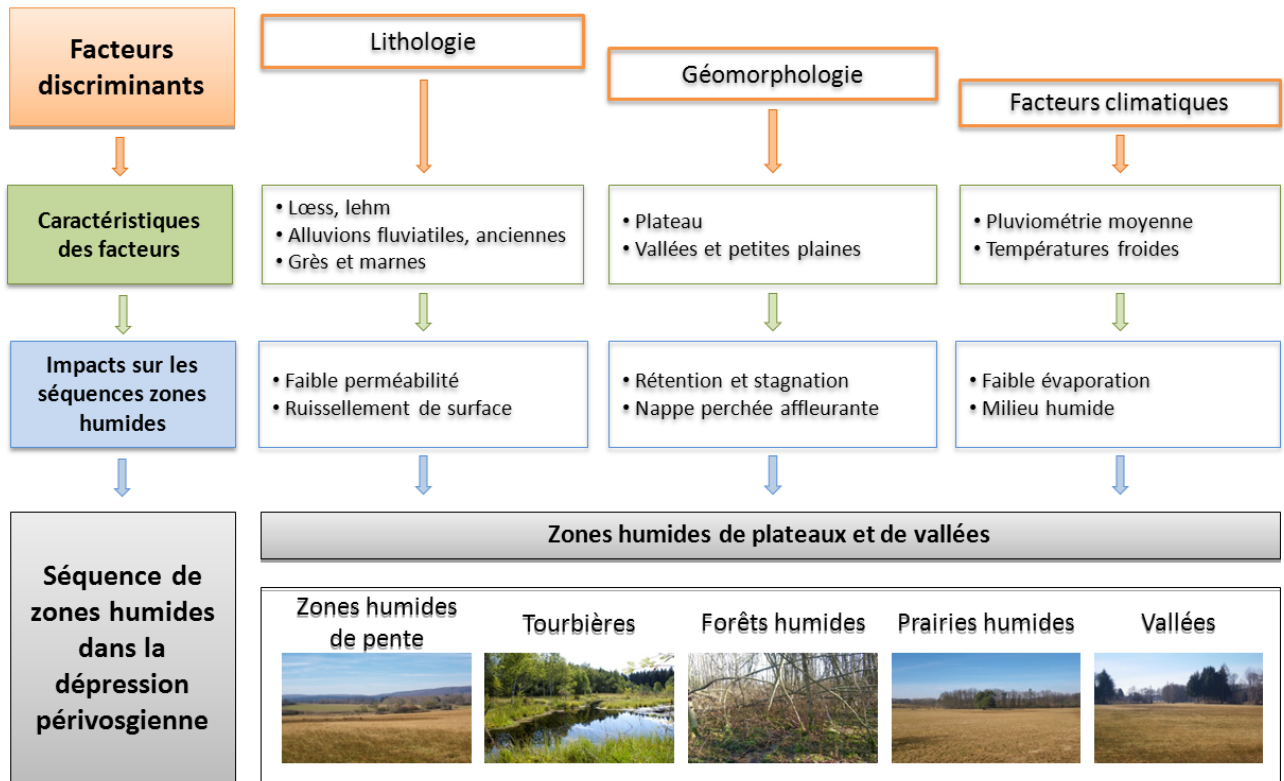 Facteurs
discriminants
Lithologie
Géomorphologie
Facteurs climatiques
Caractéristiques
des facteurs
• Lœss, lehm
• Alluvions fluviatiles, anciennes
• Grès et marnes
• Plateau
• Vallées et petites plaines
• Pluviométrie moyenne
• Températures froides
Impacts sur les
séquences zones
humides
• Faible perméabilité
• Ruissellement de surface
• Rétention et stagnation
• Nappe perchée affleurante
• Faible évaporation
• Milieu humide
Séquence de
zones humides
dans la
dépression
périvosgienne
Zones humides de plateaux et de vallées
Zones humides
de pente
Tourbières
Forêts humides
Prairies humides
Vallées